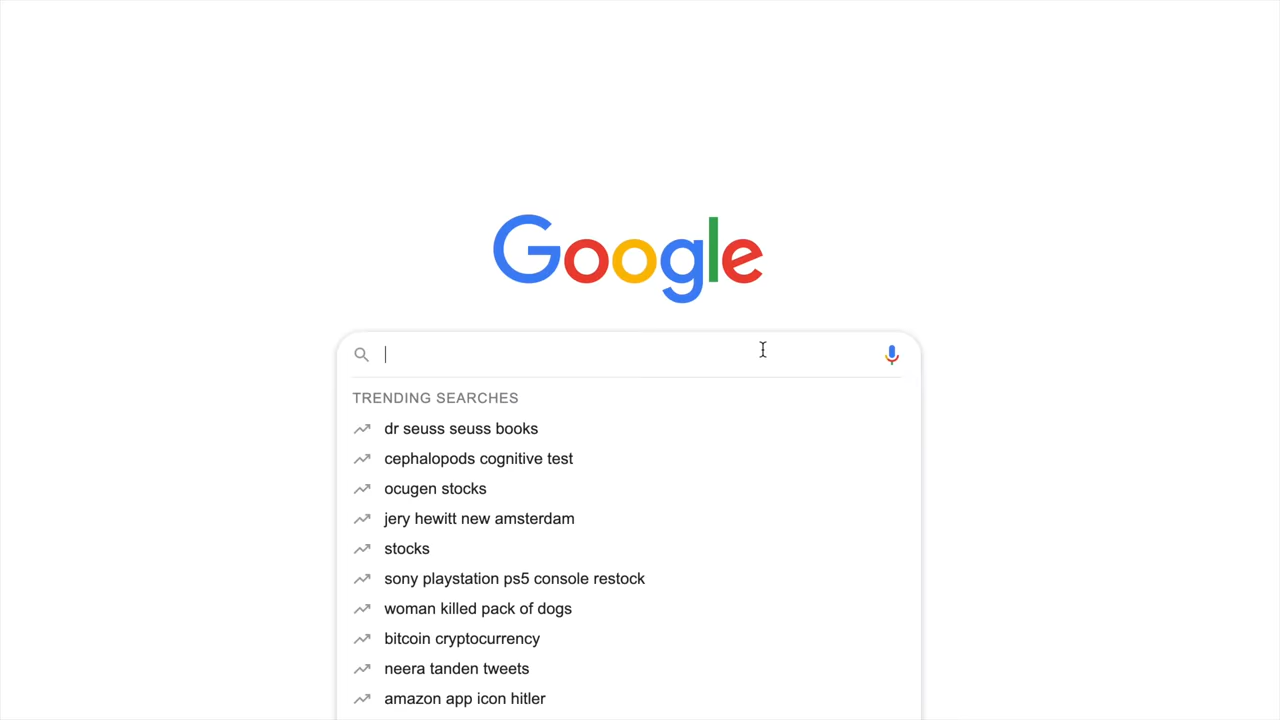 Google
TRENDING SEARCHES
dr seuss seuss books
cephalopods cognitive test
ocugen stocks
jery hewitt new amsterdam
stocks
sony playstation ps5 console restock
woman killed pack of dogs
bitcoin cryptocurrency
neera tanden tweets
amazon app icon hitler